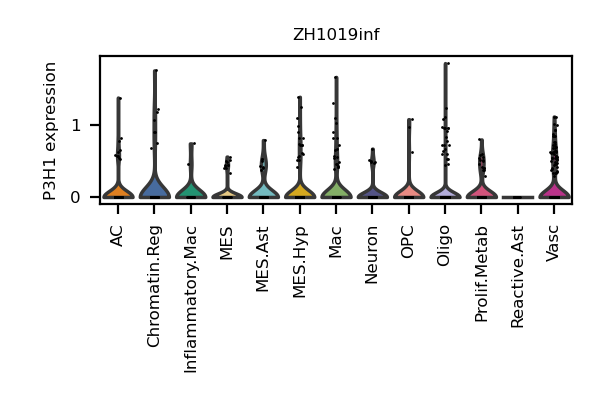 ZH1019inf
P3H1 expression
1
0
AC
Chromatin.Reg
Inflammatory.Mac
MES
MES.Ast
MES.Hyp
Mac
Neuron
OPC
Oligo
Prolif.Metab
Reactive.Ast
Vasc